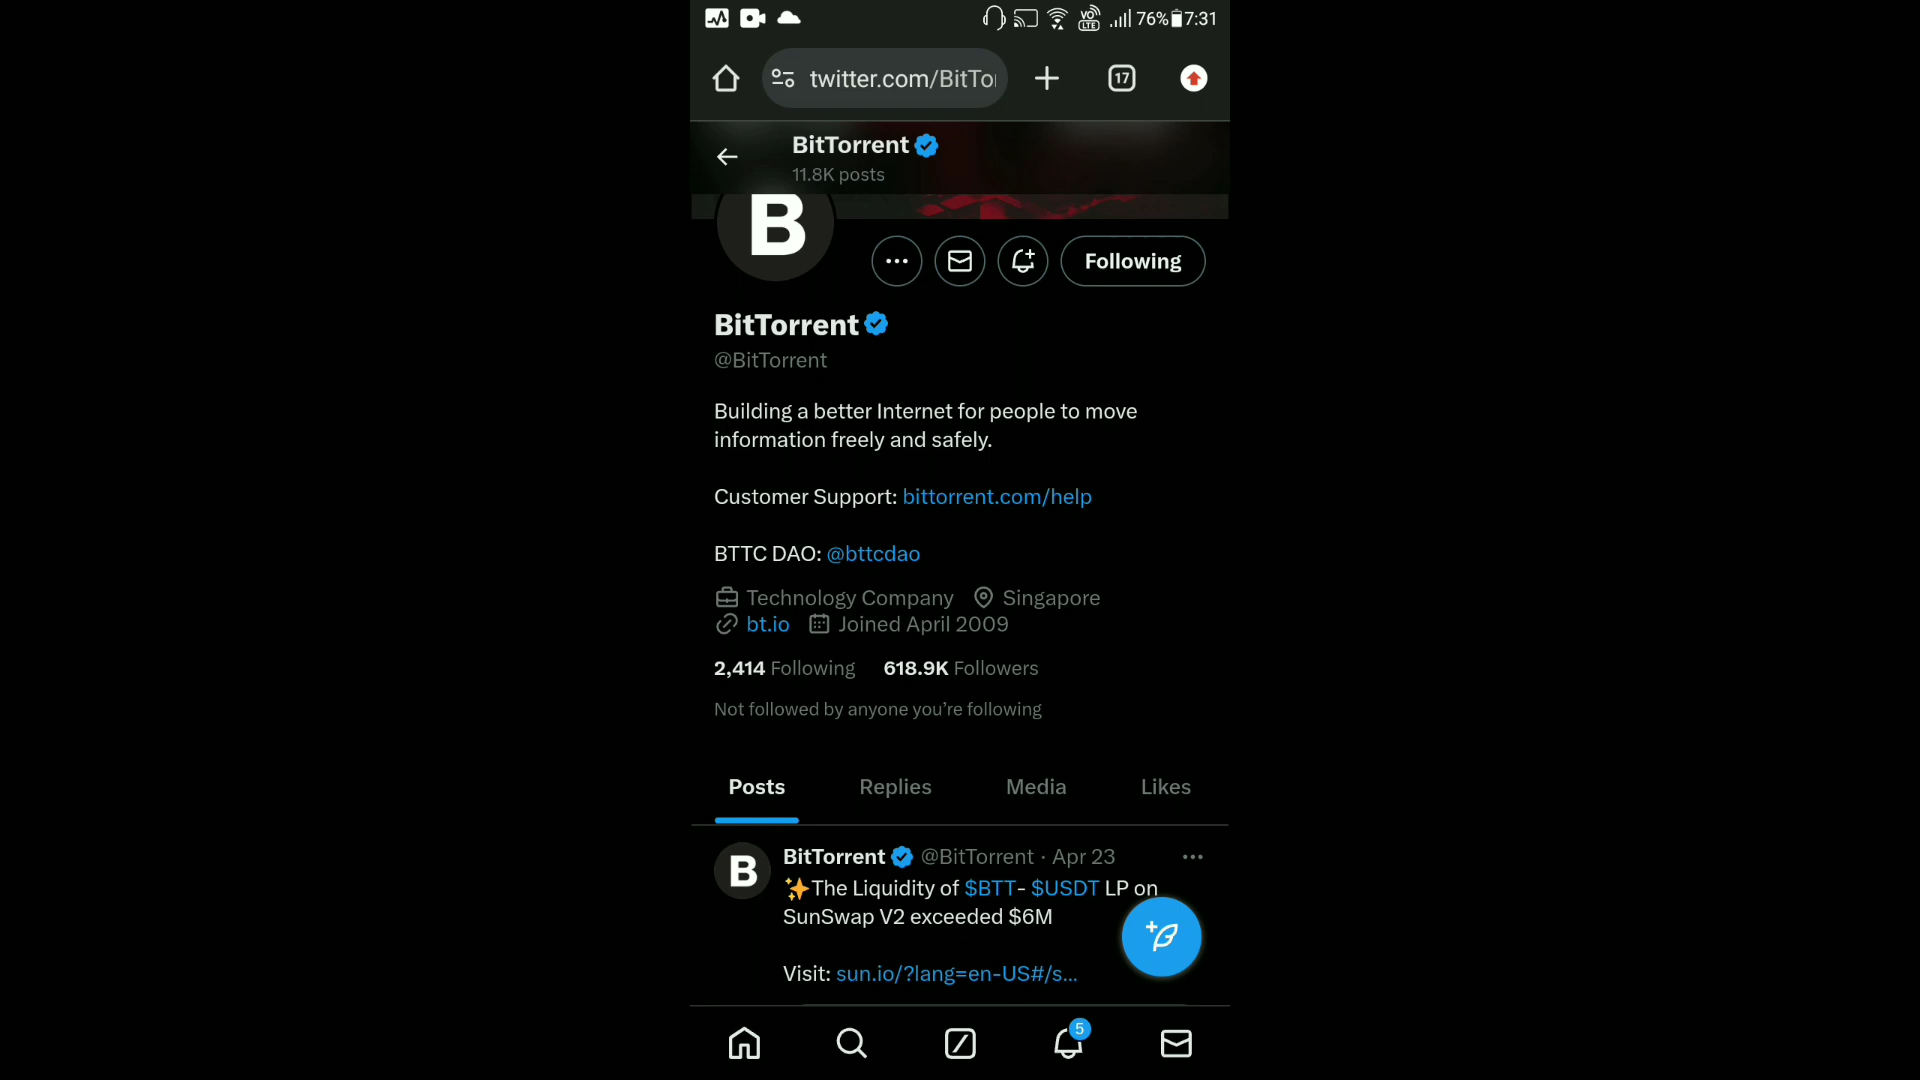 76% 7:31
twitter.com/BitTo
17
BitTorrent
11.8K posts
B
Following
BitTorrent
@BitTorrent
Building a better Internet for people to move
information freely and safely.
Customer Support: bittorrent.com/help
BTTC DAO: @bttcdao
Technology Company Singapore
bt.io Joined April 2009
2,414 Following 618.9K Followers
Not followed by anyone you’re following
Posts Replies Media Likes
B
BitTorrent @BitTorrent · Apr 23
✨The Liquidity of $BTT- $USDT LP on
SunSwap V2 exceeded $6M
Visit: sun.io/?lang=en-US#/s...
5